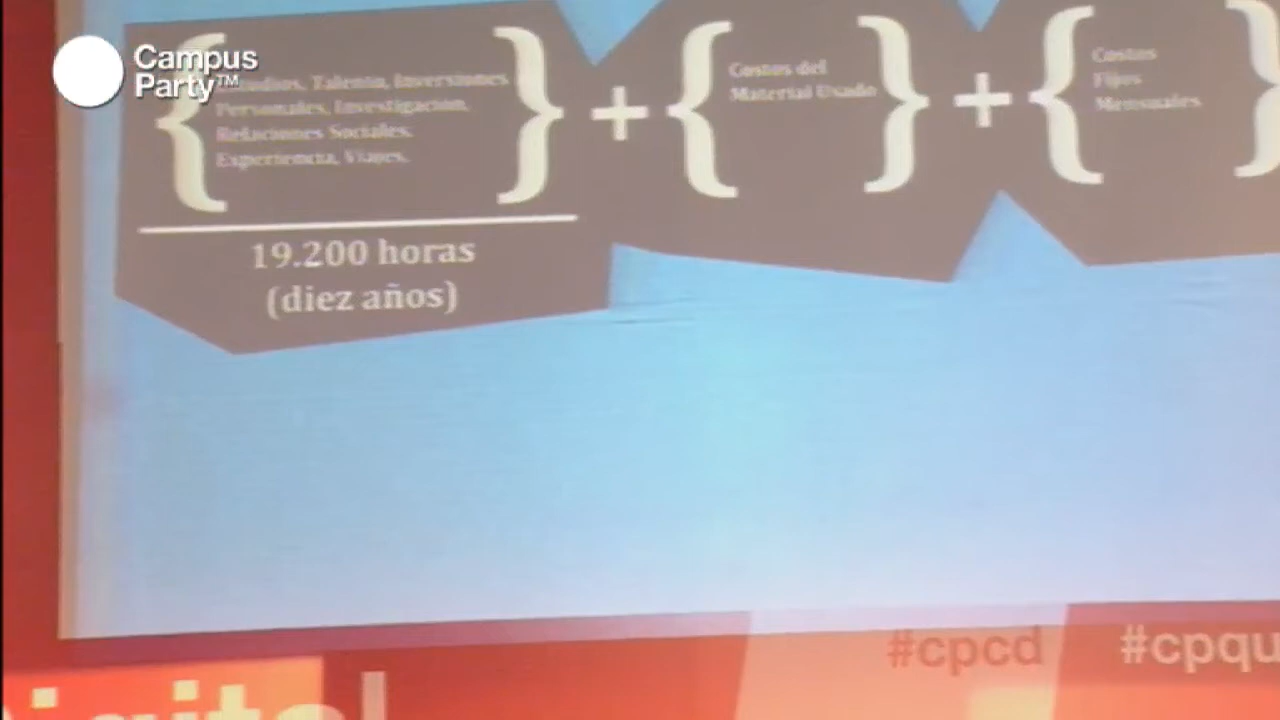 Campus
Party™
Talento, Inversiones
Personales, Investigacion,
Relaciones Sociales,
Experiencia, Viajes.
19.200 horas
(diez años)
+
Costos del
Material Usado
+
Costos
Fijos
Mensuales
#cpcd
#cpqu